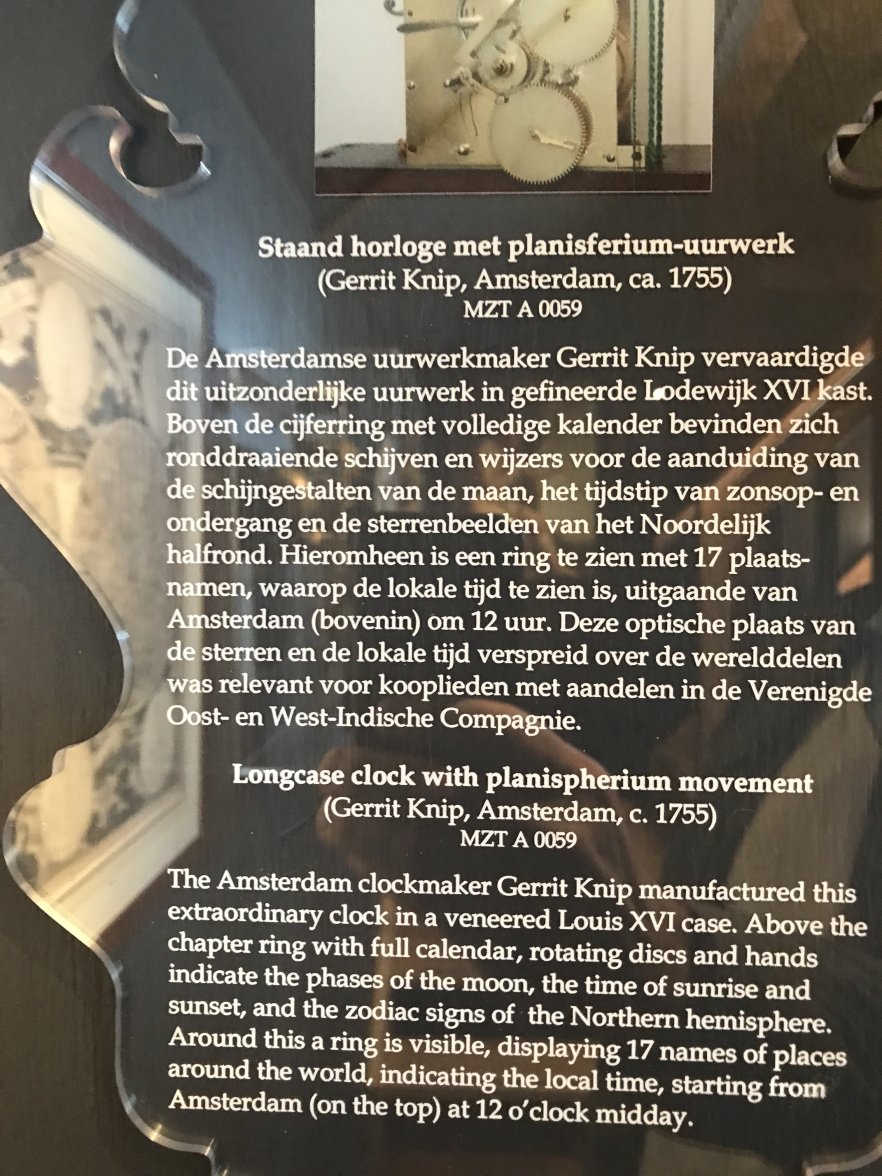 Staand horloge met planisferium-uurwerk
(Gerrit Knip, Amsterdam, ca. 1755)
MZT A 0059
De Amsterdamse uurwerkmaker Gerrit Knip vervaardigde
dit uitzonderlijke uurwerk in gefineerde Lodewijk XVI kast.
Boven de cijferring met volledige kalender bevinden zich
ronddraaiende schijven en wijzers voor de aanduiding van
de schijngestalten van de maan, het tijdstip van zonsop- en
ondergang en de sterrenbeelden van het Noordelijk
halfrond. Hieromheen is een ring te zien met 17 plaats-
namen, waarop de lokale tijd te zien is, uitgaande van
Amsterdam (bovenin) om 12 uur. Deze optische plaats van
de sterren en de lokale tijd verspreid over de werelddelen
was relevant voor kooplieden met aandelen in de Verenigde
Oost- en West-Indische Compagnie.
Longcase clock with planispherium movement
(Gerrit Knip, Amsterdam, c. 1755)
MZT A 0059
The Amsterdam clockmaker Gerrit Knip manufactured this
extraordinary clock in a veneered Louis XVI case. Above the
chapter ring with full calendar, rotating discs and hands
indicate the phases of the moon, the time of sunrise and
sunset, and the zodiac signs of the Northern hemisphere.
Around this a ring is visible, displaying 17 names of places
around the world, indicating the local time, starting from
Amsterdam (on the top) at 12 o'clock midday.